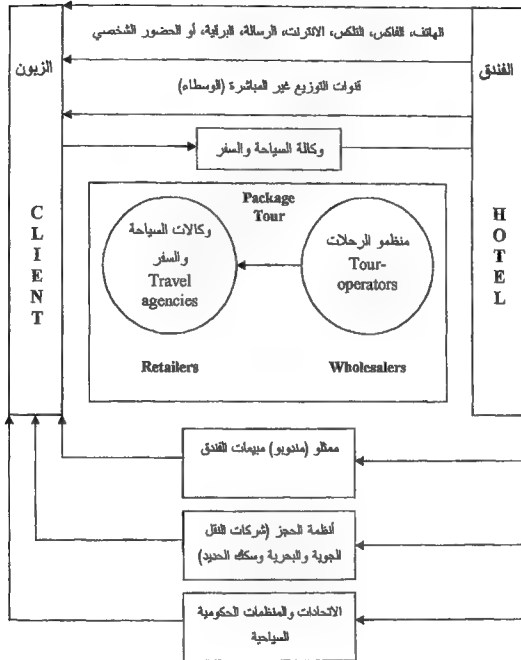 الهاتف، الفاكس، التلكس، الانترنت، الرسالة، البرقية، أو الحضور الشخصي
الفندق
الزبون
قنوات التوزيع غير المباشرة (الوسطاء)
وكالة السياحة والسفر
Package
Tour
منظمو الرحلات
Tour-
operators
وكالات السياحة
والسفر
Travel
agencies
Wholesalers
Retailers
HOTEL
CLIENT
ممثلو (مندوبو) مبيعات الفندق
أنظمة الحجز (شركات النقل
الجوية والبحرية وسكك الحديد)
الاتحادات والمنظمات الحكومية
السياحية